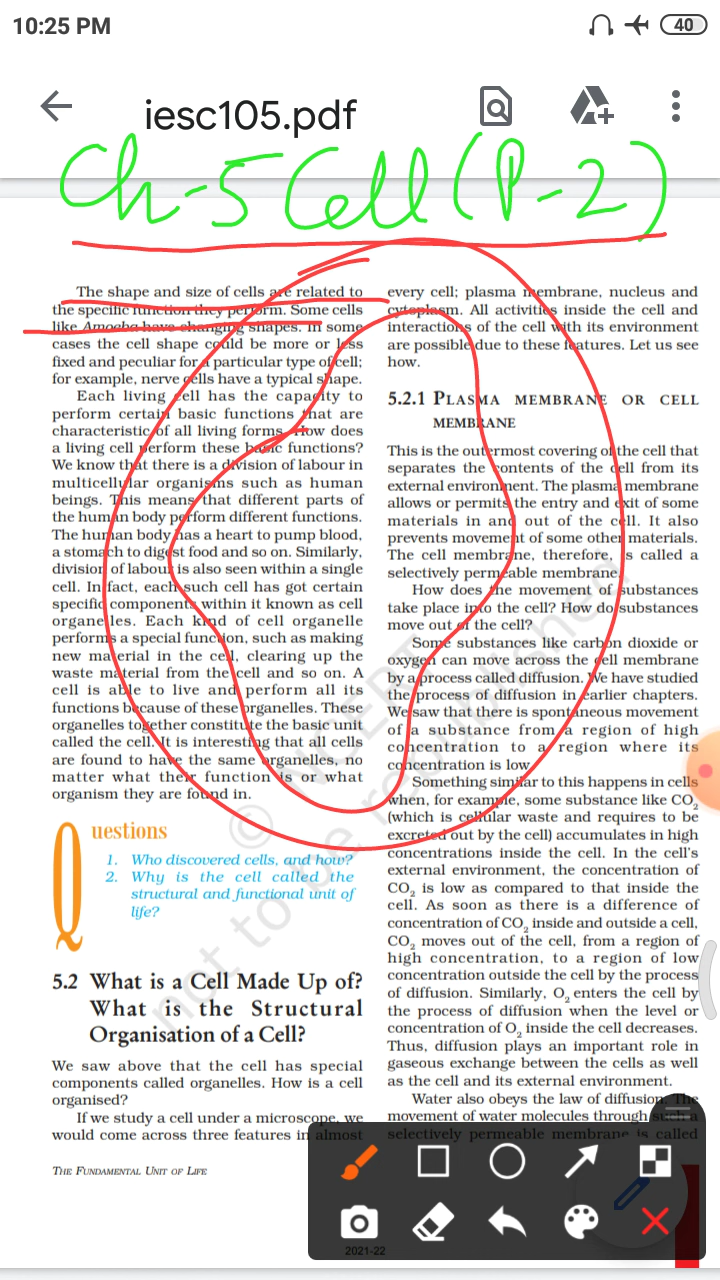 10:25 PM
40
iesc105.pdf
Ch-5 Cell (P-2)
The shape and size of cells are related to
the specific function they perform. Some cells
like Amoeba have changing shapes. In some
cases the cell shape could be more or less
fixed and peculiar for a particular type of cell;
for example, nerve cells have a typical shape.
Each living cell has the capacity to
perform certain basic functions that are
characteristic of all living forms. How does
a living cell perform these basic functions?
We know that there is a division of labour in
multicellular organisms such as human
beings. This means that different parts of
the human body perform different functions.
The human body has a heart to pump blood,
a stomach to digest food and so on. Similarly,
division of labour is also seen within a single
cell. In fact, each such cell has got certain
specific components within it known as cell
organelles. Each kind of cell organelle
performs a special function, such as making
new material in the cell, clearing up the
waste material from the cell and so on. A
cell is able to live and perform all its
functions because of these organelles. These
organelles together constitute the basic unit
called the cell. It is interesting that all cells
are found to have the same organelles, no
matter what their function is or what
organism they are found in.
Questions
1. Who discovered cells, and how?
2. Why is the cell called the
structural and functional unit of
life?
5.2 What is a Cell Made Up of?
What is the Structural
Organisation of a Cell?
We saw above that the cell has special
components called organelles. How is a cell
organised?
If we study a cell under a microscope, we
would come across three features in almost
THE FUNDAMENTAL UNIT OF LIFE
every cell; plasma membrane, nucleus and
cytoplasm. All activities inside the cell and
interactions of the cell with its environment
are possible due to these features. Let us see
how.
5.2.1 PLASMA MEMBRANE OR CELL
MEMBRANE
This is the outermost covering of the cell that
separates the contents of the cell from its
external environment. The plasma membrane
allows or permits the entry and exit of some
materials in and out of the cell. It also
prevents movement of some other materials.
The cell membrane, therefore, is called a
selectively permeable membrane.
How does the movement of substances
take place into the cell? How do substances
move out of the cell?
Some substances like carbon dioxide or
oxygen can move across the cell membrane
by a process called diffusion. We have studied
the process of diffusion in earlier chapters.
We saw that there is spontaneous movement
of a substance from a region of high
concentration to a region where its
concentration is low.
Something similar to this happens in cells
when, for example, some substance like CO₂
(which is cellular waste and requires to be
excreted out by the cell) accumulates in high
concentrations inside the cell. In the cell's
external environment, the concentration of
CO₂ is low as compared to that inside the
cell. As soon as there is a difference of
concentration of CO₂ inside and outside a cell,
CO₂ moves out of the cell, from a region of
high concentration, to a region of low
concentration outside the cell by the process
of diffusion. Similarly, O₂ enters the cell by
the process of diffusion when the level or
concentration of O₂ inside the cell decreases.
Thus, diffusion plays an important role in
gaseous exchange between the cells as well
as the cell and its external environment.
Water also obeys the law of diffusion. The
movement of water molecules through such a
selectively permeable membrane is called
2021-22
© NCERT
not to be republished